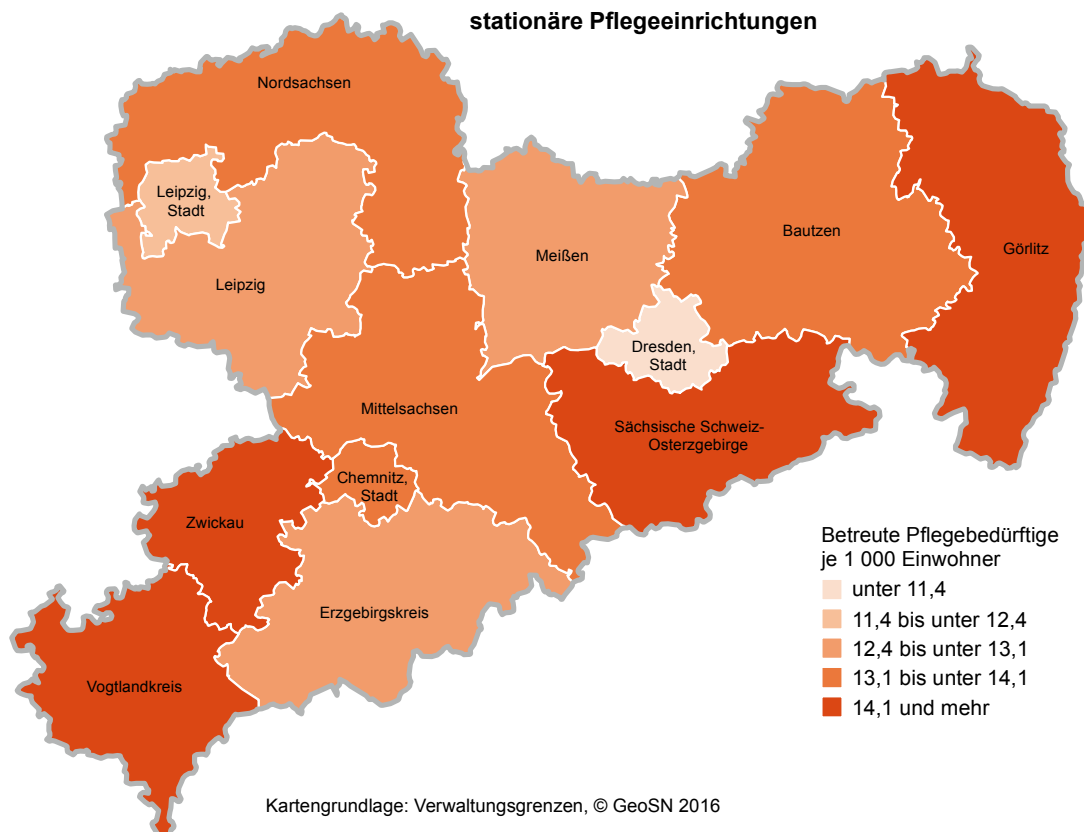 stationäre Pflegeeinrichtungen
Nordsachsen
Leipzig,
Stadt
Leipzig
Meißen
Bautzen
Görlitz
Dresden,
Stadt
Mittelsachsen
Sächsische Schweiz-
Osterzgebirge
Chemnitz,
Stadt
Zwickau
Erzgebirgskreis
Vogtlandkreis
Betreute Pflegebedürftige
je 1 000 Einwohner
unter 11,4
11,4 bis unter 12,4
12,4 bis unter 13,1
13,1 bis unter 14,1
14,1 und mehr
Kartengrundlage: Verwaltungsgrenzen, © GeoSN 2016